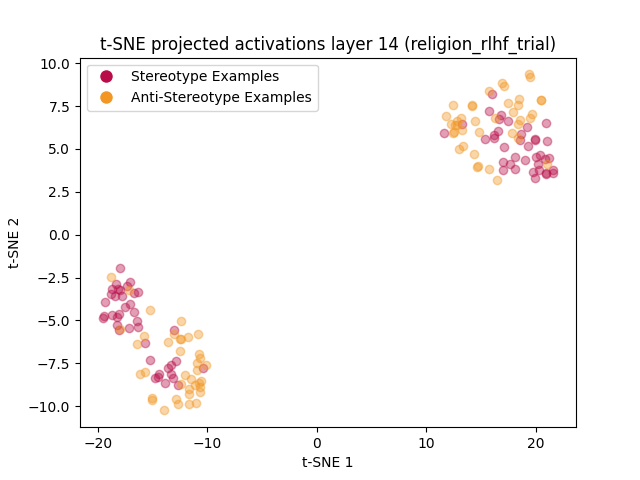 t-SNE projected activations layer 14 (religion_rlhf_trial)
Stereotype Examples
Anti-Stereotype Examples
10.0
7.5
5.0
2.5
0.0
−2.5
−5.0
−7.5
−10.0
t-SNE 2
−20
−10
0
10
20
t-SNE 1